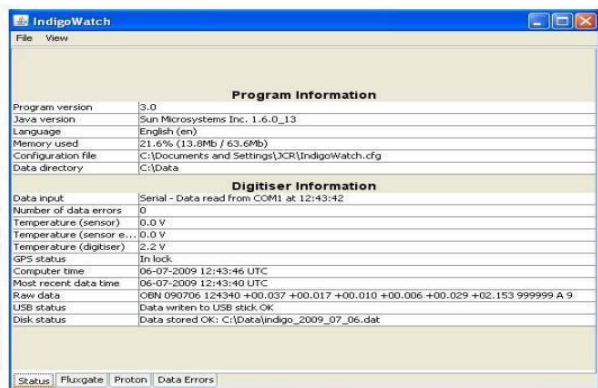 IndigoWatch
File View
Program Information
Program version 3.0
Java version Sun Microsystems Inc. 1.6.0_13
Language English (en)
Memory used 21.6% (13.8Mb / 63.6Mb)
Configuration file C:\Documents and Settings\JCR\IndigoWatch.cfg
Data directory C:\Data
Digitiser Information
Data input Serial - Data read from COM1 at 12:43:42
Number of data errors 0
Temperature (sensor) 0.0 V
Temperature (sensor e... 0.0 V
Temperature (digitiser) 2.2 V
GPS status In lock
Computer time 06-07-2009 12:43:46 UTC
Most recent data time 06-07-2009 12:43:40 UTC
Raw data OBN 090706 124340 +00.037 +00.017 +00.010 +00.006 +00.029 +02.153 999999 A 9
USB status Data writen to USB stick OK
Disk status Data stored OK: C:\Data\indigo_2009_07_06.dat
Status Fluxgate Proton Data Errors